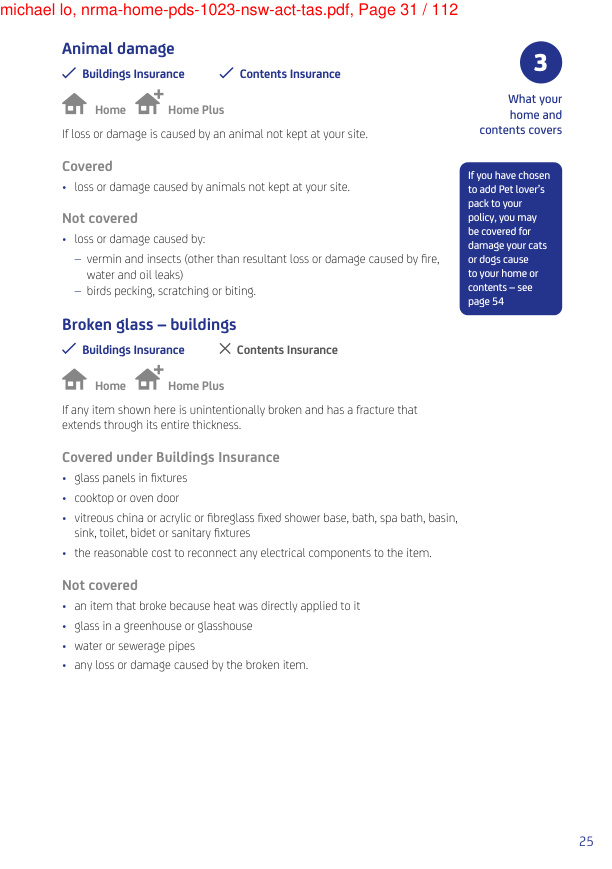 michael lo, nrma-home-pds-1023-nsw-act-tas.pdf, Page 31 / 112
Animal damage
Buildings Insurance
Contents Insurance
Home
Home Plus
If loss or damage is caused by an animal not kept at your site.
Covered
• loss or damage caused by animals not kept at your site.
Not covered
• loss or damage caused by:
– vermin and insects (other than resultant loss or damage caused by fire,
water and oil leaks)
– birds pecking, scratching or biting.
3
What your
home and
contents covers
If you have chosen
to add Pet lover's
pack to your
policy, you may
be covered for
damage your cats
or dogs cause
to your home or
contents – see
page 54
Broken glass – buildings
Buildings Insurance
Contents Insurance
Home
Home Plus
If any item shown here is unintentionally broken and has a fracture that
extends through its entire thickness.
Covered under Buildings Insurance
• glass panels in fixtures
• cooktop or oven door
• vitreous china or acrylic or fibreglass fixed shower base, bath, spa bath, basin,
sink, toilet, bidet or sanitary fixtures
• the reasonable cost to reconnect any electrical components to the item.
Not covered
• an item that broke because heat was directly applied to it
• glass in a greenhouse or glasshouse
• water or sewerage pipes
• any loss or damage caused by the broken item.
25